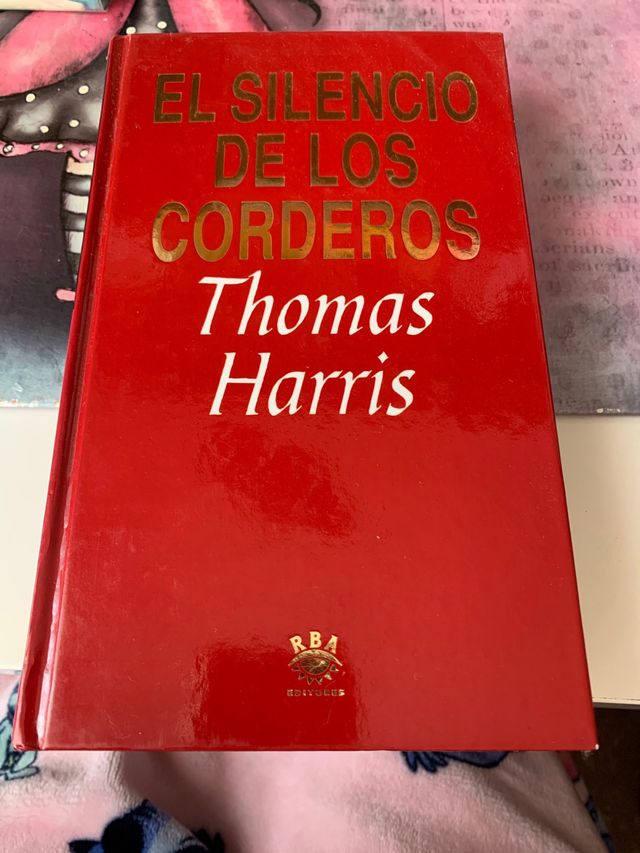 EL SILENCIO
DE LOS
CORDEROS
Thomas
Harris
RBA
EDITORES